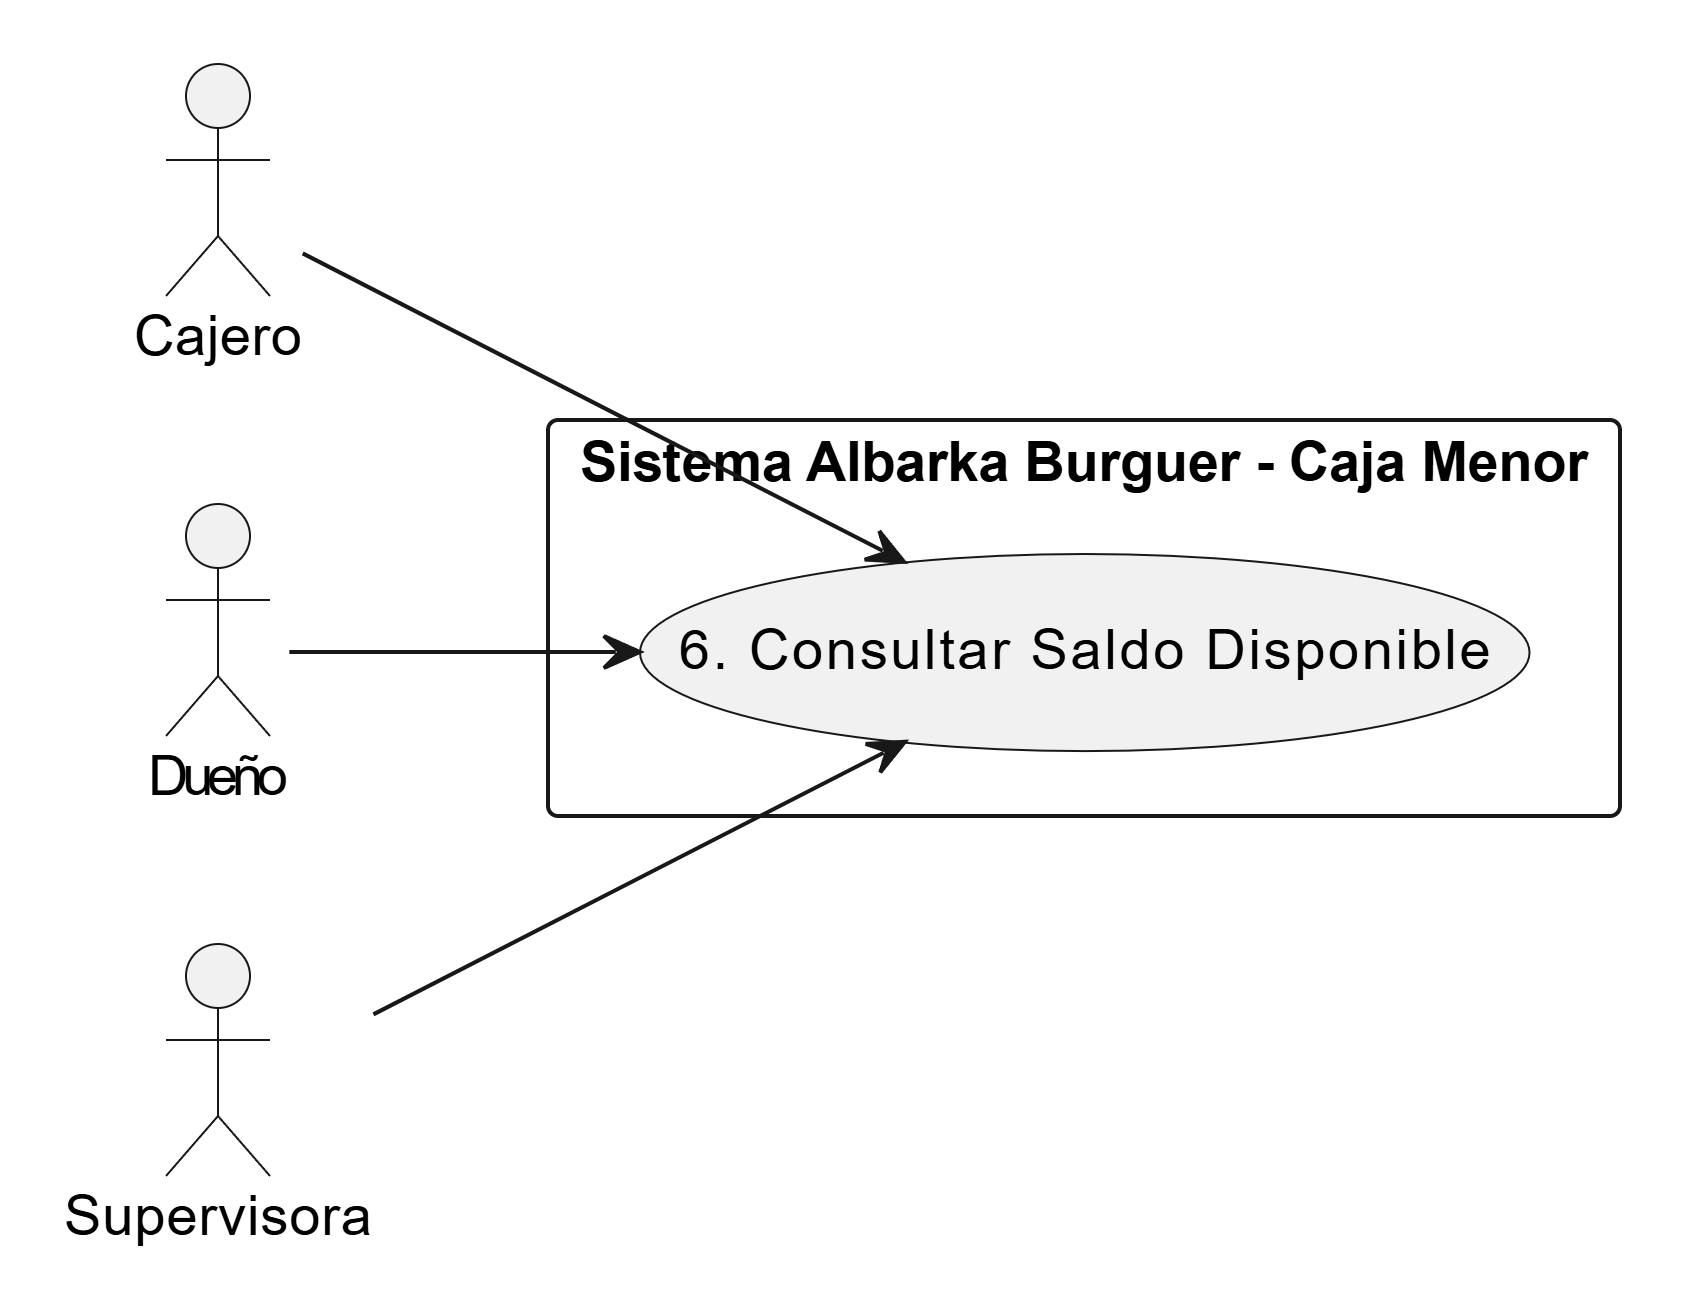 Cajero
Sistema Albarka Burguer - Caja Menor
6. Consultar Saldo Disponible
Dueño
Supervisora